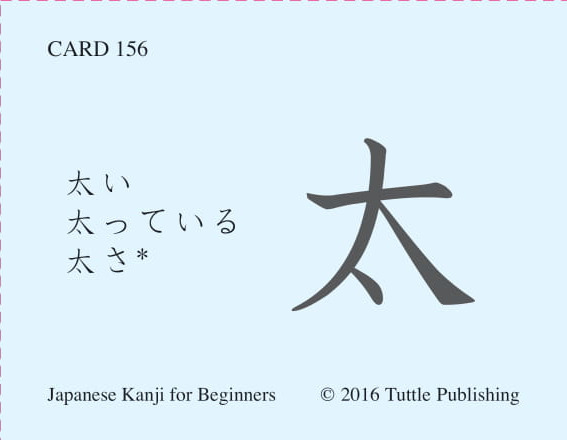 CARD 156
太い
太っている
太さ*
太
Japanese Kanji for Beginners
© 2016 Tuttle Publishing